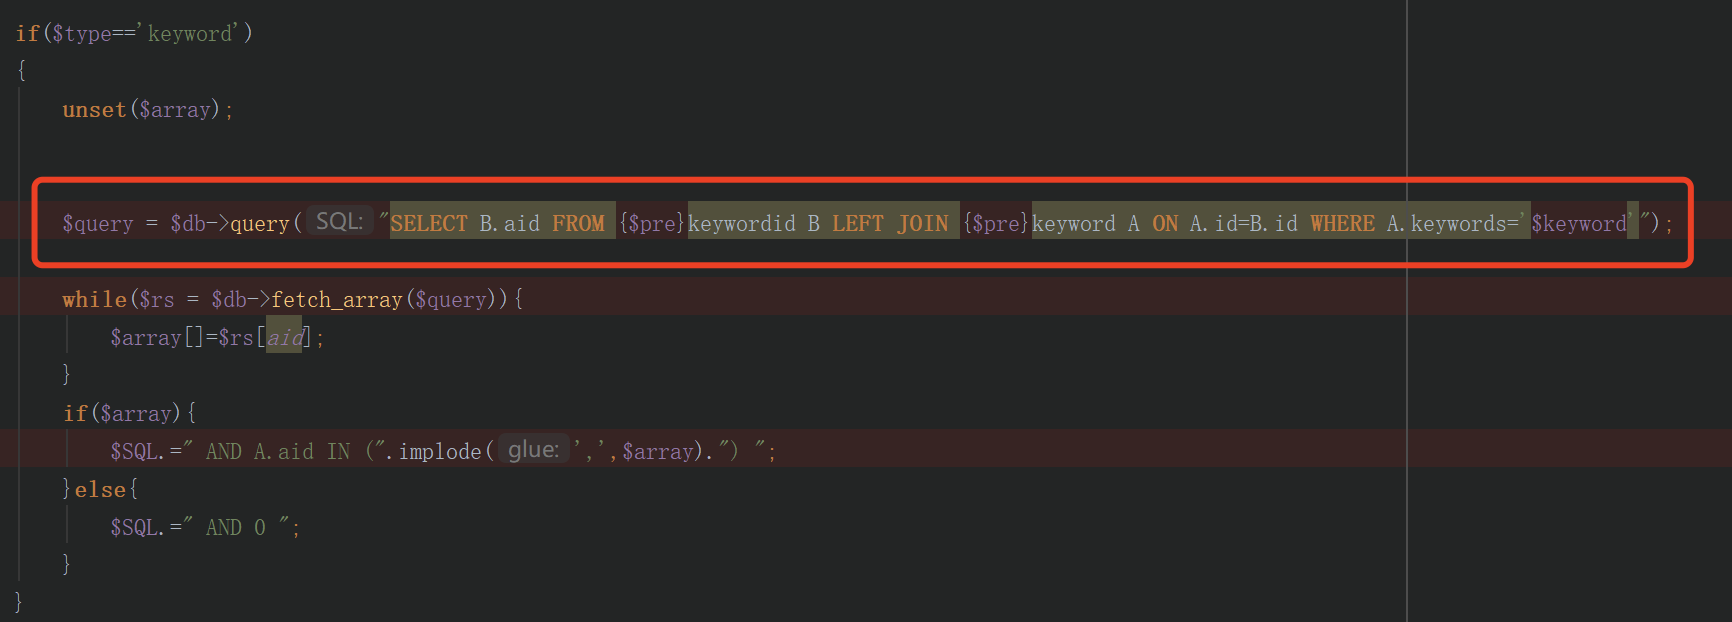 if($type=='keyword')
{
unset($array);
$query = $db->query( SQL: "SELECT B.aid FROM {$pre}keywordid B LEFT JOIN {$pre}keyword A ON A.id=B.id WHERE A.keywords='$keyword'");
while($rs = $db->fetch_array($query)){
$array[]=$rs[aid];
}
if($array){
$SQL.=" AND A.aid IN (".implode( glue: ',',$array).") ";
}else{
$SQL.=" AND 0 ";
}
}